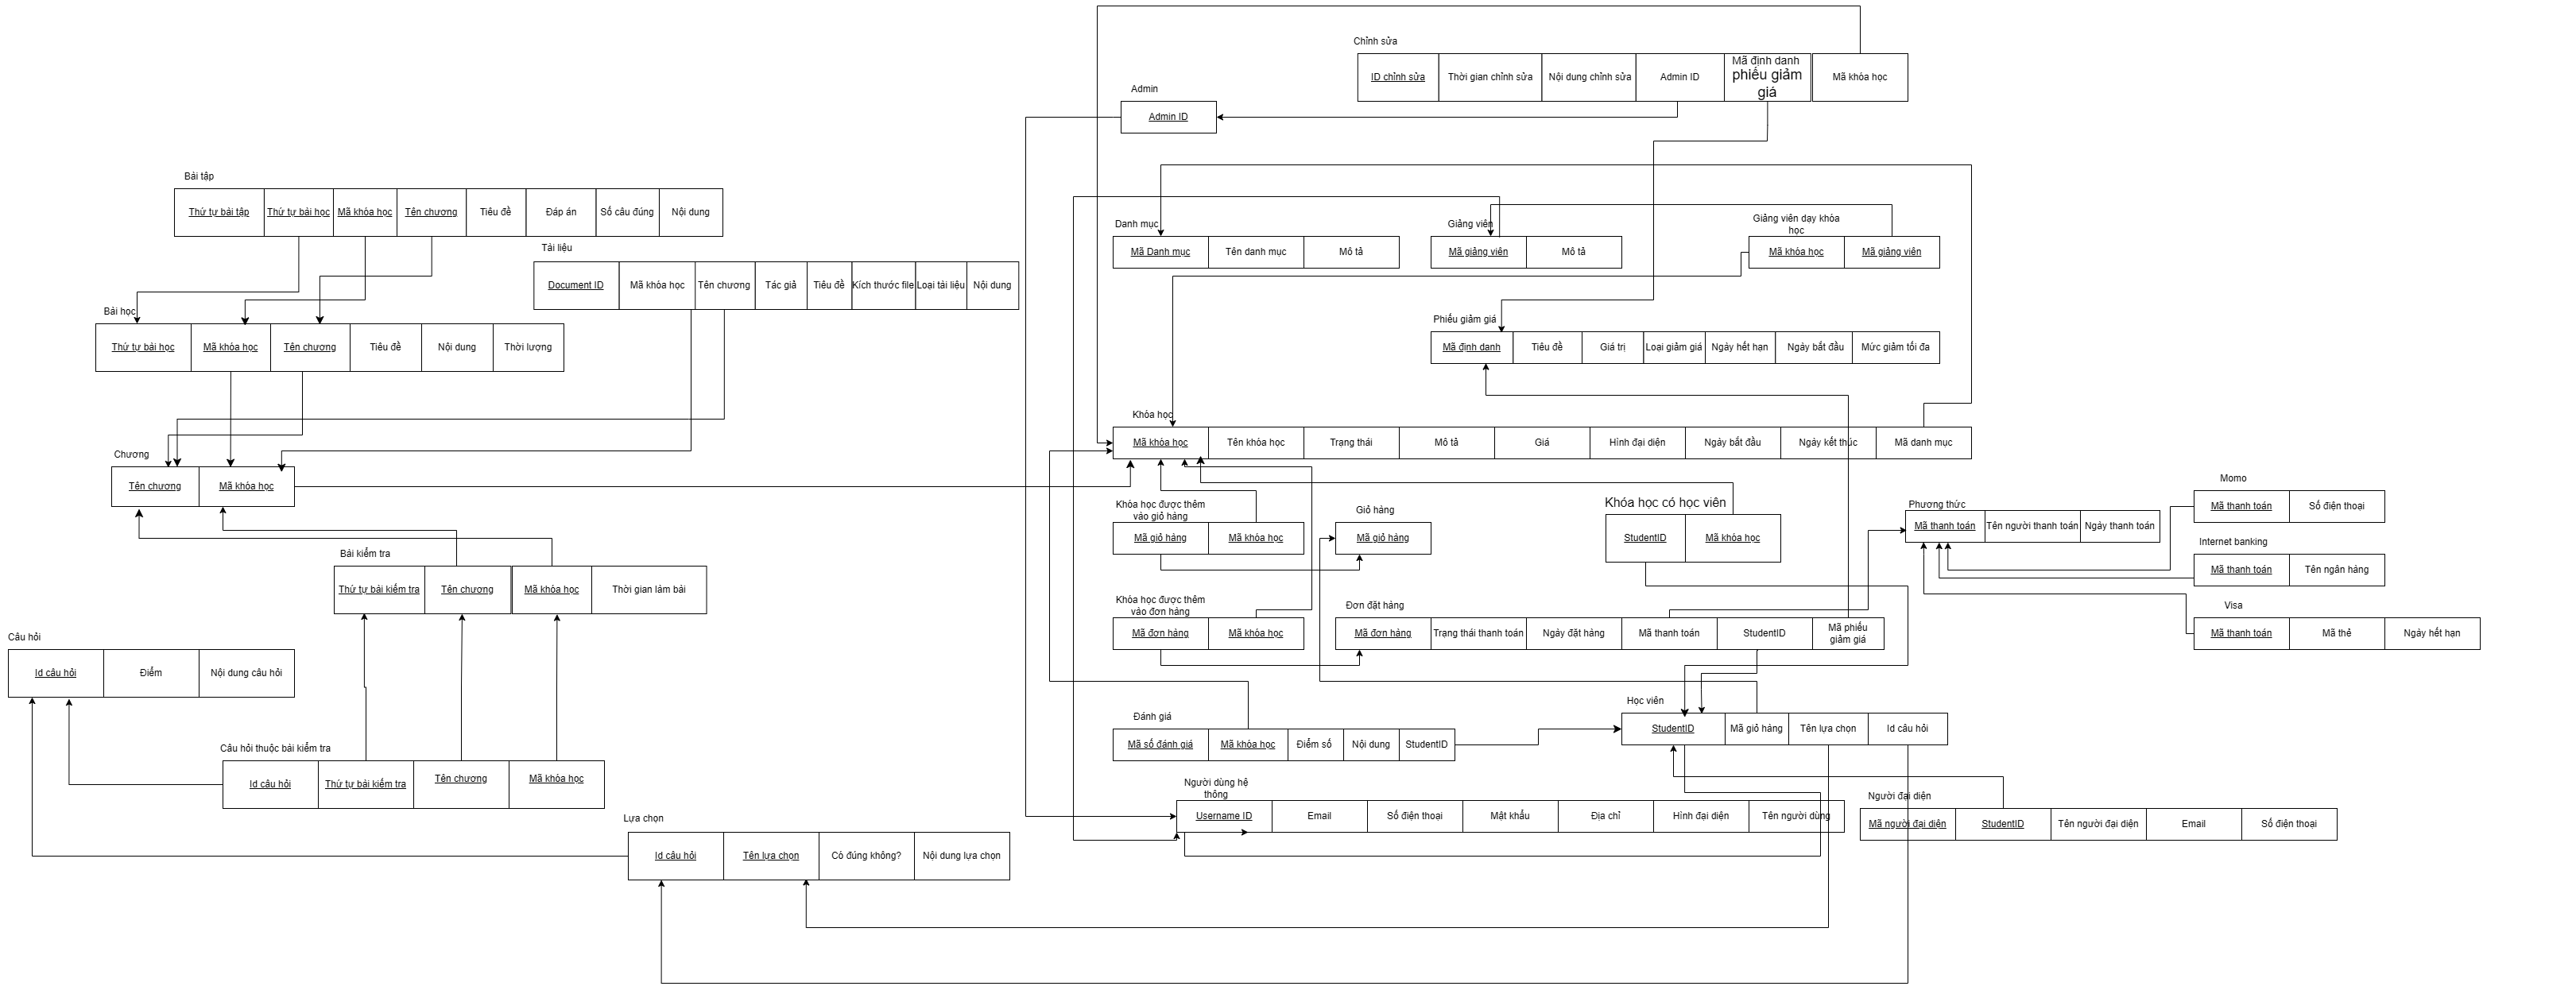 Chỉnh sửa
ID chỉnh sửa
Thời gian chỉnh sửa
Nội dung chỉnh sửa
Admin ID
Mã định danh
phiếu giảm
giá
Mã khóa học
Admin
Admin ID
Bài tập
Thứ tự bài tập
Thứ tự bài học
Mã khóa học
Tên chương
Tiêu đề
Đáp án
Số câu đúng
Nội dung
Tài liệu
Document ID
Mã khóa học
Tên chương
Tác giả
Tiêu đề
Kích thước file
Loại tài liệu
Nội dung
Bài học
Thứ tự bài học
Mã khóa học
Tên chương
Tiêu đề
Nội dung
Thời lượng
Danh mục
Mã Danh mục
Tên danh mục
Mô tả
Giảng viên
Mã giảng viên
Mô tả
Giảng viên dạy khóa
học
Mã khóa học
Mã giảng viên
Phiếu giảm giá
Mã định danh
Tiêu đề
Giá trị
Loại giảm giá
Ngày hết hạn
Ngày bắt đầu
Mức giảm tối đa
Khóa học
Mã khóa học
Tên khóa học
Trạng thái
Mô tả
Giá
Hình đại diện
Ngày bắt đầu
Ngày kết thúc
Mã danh mục
Chương
Tên chương
Mã khóa học
Khóa học được thêm
vào giỏ hàng
Mã giỏ hàng
Mã khóa học
Giỏ hàng
Mã giỏ hàng
Khóa học có học viên
StudentID
Mã khóa học
Phương thức
Mã thanh toán
Tên người thanh toán
Ngày thanh toán
Momo
Mã thanh toán
Số điện thoại
Internet banking
Mã thanh toán
Tên ngân hàng
Visa
Mã thanh toán
Mã thẻ
Ngày hết hạn
Bài kiểm tra
Thứ tự bài kiểm tra
Tên chương
Mã khóa học
Thời gian làm bài
Khóa học được thêm
vào đơn hàng
Mã đơn hàng
Mã khóa học
Đơn đặt hàng
Mã đơn hàng
Trạng thái thanh toán
Ngày đặt hàng
Mã thanh toán
StudentID
Mã phiếu
giảm giá
Câu hỏi
Id câu hỏi
Điểm
Nội dung câu hỏi
Học viên
StudentID
Mã giỏ hàng
Tên lựa chọn
Id câu hỏi
Đánh giá
Mã số đánh giá
Mã khóa học
Điểm số
Nội dung
StudentID
Câu hỏi thuộc bài kiểm tra
Id câu hỏi
Thứ tự bài kiểm tra
Tên chương
Mã khóa học
Người dùng hệ
thông
Username ID
Email
Số điện thoại
Mật khẩu
Địa chỉ
Hình đại diện
Tên người dùng
Người đại diện
Mã người đại diện
StudentID
Tên người đại diện
Email
Số điện thoại
Lựa chọn
Id câu hỏi
Tên lựa chọn
Có đúng không?
Nội dung lựa chọn